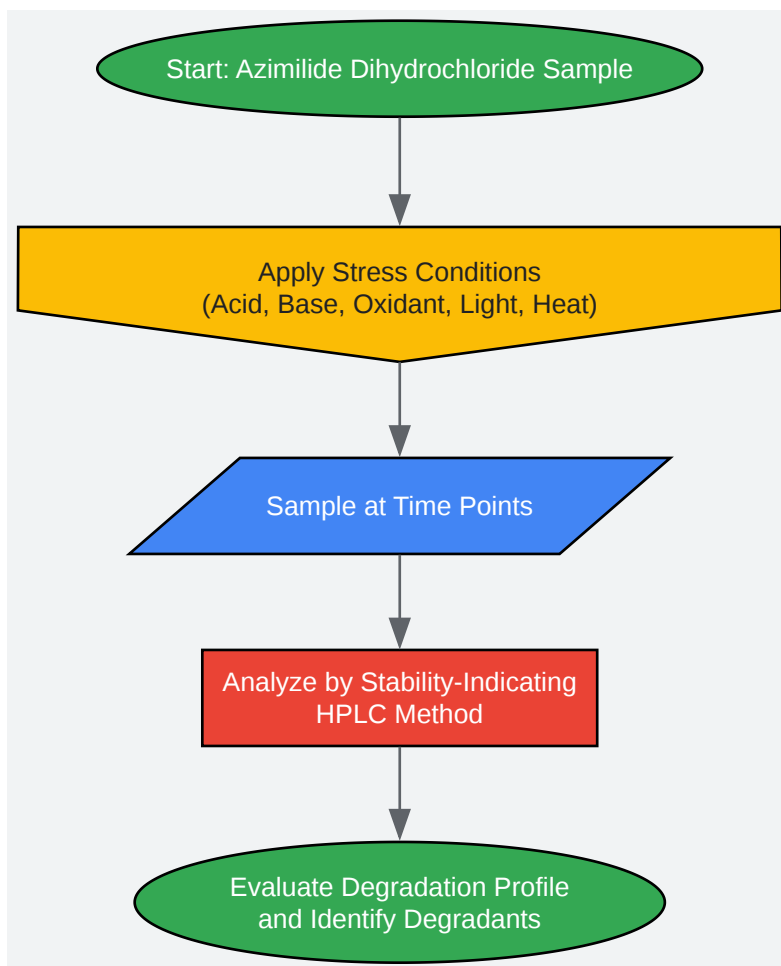 Start: Azimilide Dihydrochloride Sample
Apply Stress Conditions
(Acid, Base, Oxidant, Light, Heat)
Sample at Time Points
Analyze by Stability-Indicating
HPLC Method
Evaluate Degradation Profile
and Identify Degradants